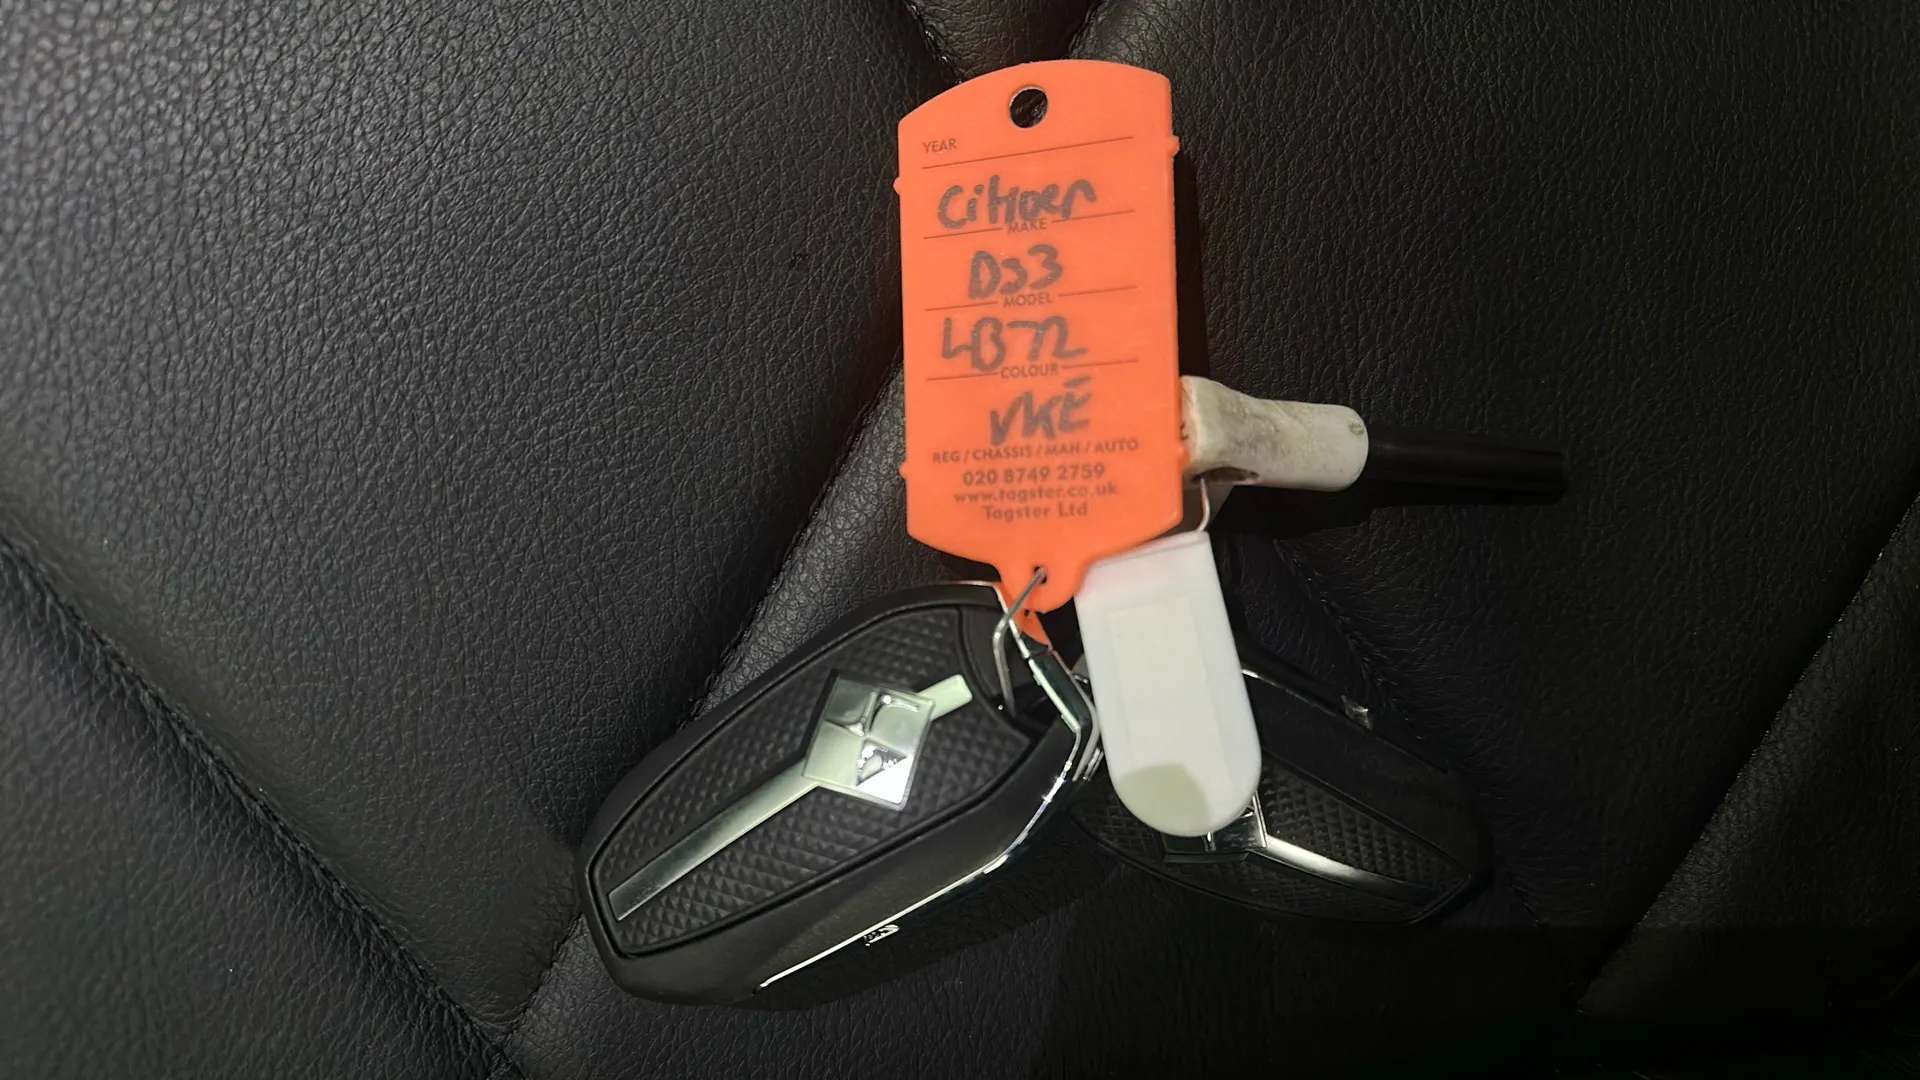 YEAR
Citroen
MAKE
DS3
MODEL
LB72
COLOUR
VKE
REG / CHASSIS / MAN / AUTO
020 8749 2759
www.tagster.co.uk
Tagster Ltd